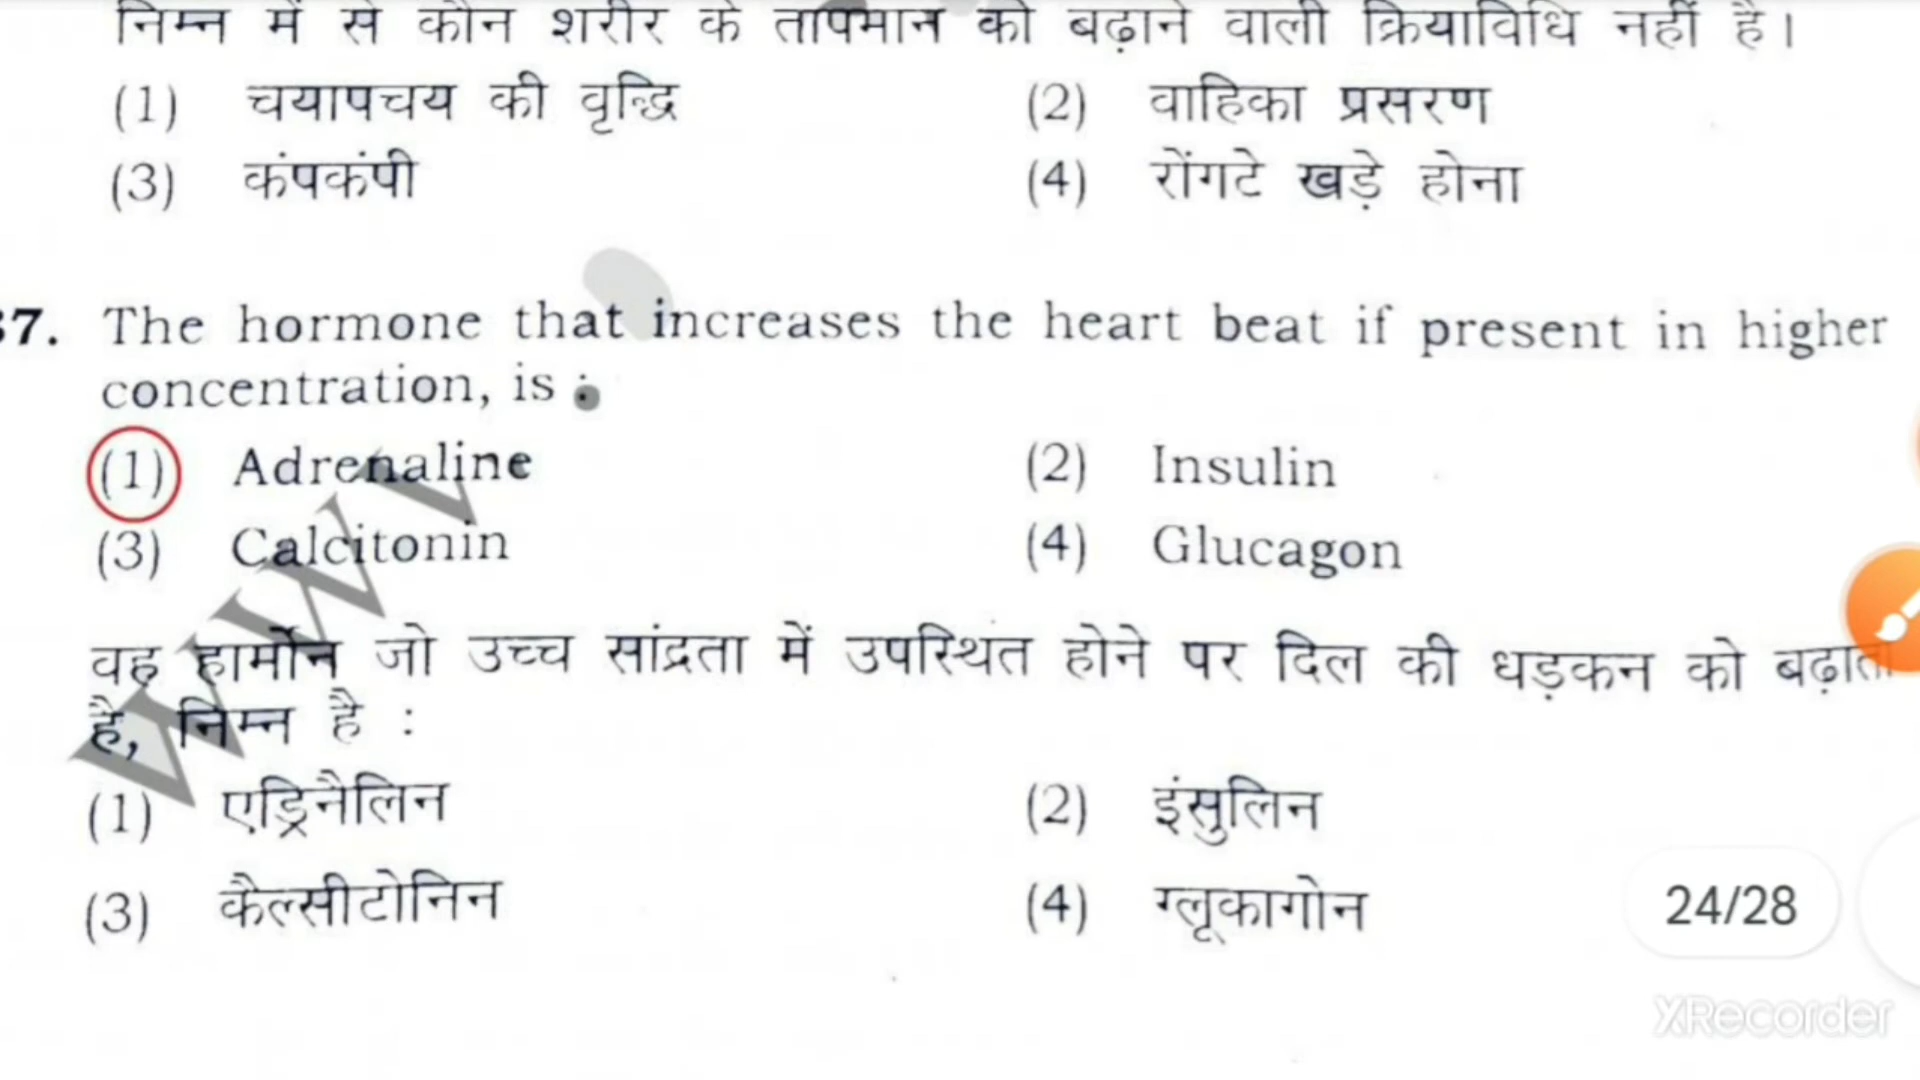 निम्न में से कौन शरीर के तापमान को बढ़ाने वाली क्रियाविधि नहीं है।
(1) चयापचय की वृद्धि (2) वाहिका प्रसरण
(3) कंपकंपी (4) रोंगटे खड़े होना
37. The hormone that increases the heart beat if present in higher
concentration, is :
(1) Adrenaline (2) Insulin
(3) Calcitonin (4) Glucagon
वह हार्मोन जो उच्च सांद्रता में उपस्थित होने पर दिल की धड़कन को बढ़ाता
है, निम्न है :
(1) एड्रिनैलिन (2) इंसुलिन
(3) कैल्सीटोनिन (4) ग्लूकागोन
24/28
XRecorder